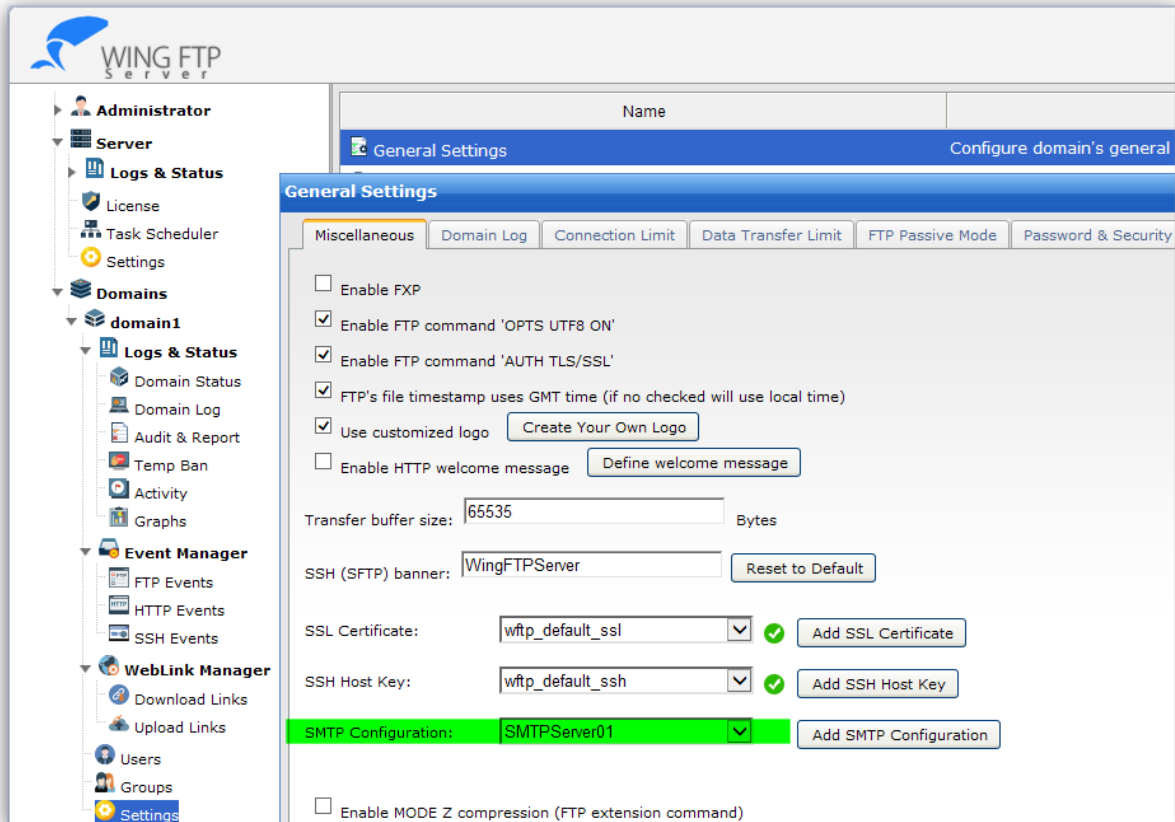 WING FTP
Server
Administrator
Server
Logs & Status
License
Task Scheduler
Settings
Domains
domain1
Logs & Status
Domain Status
Domain Log
Audit & Report
Temp Ban
Activity
Graphs
Event Manager
FTP Events
HTTP Events
SSH Events
WebLink Manager
Download Links
Upload Links
Users
Groups
Settings
Name
General Settings Configure domain's general
General Settings
Miscellaneous Domain Log Connection Limit Data Transfer Limit FTP Passive Mode Password & Security
Enable FXP
Enable FTP command 'OPTS UTF8 ON'
Enable FTP command 'AUTH TLS/SSL'
FTP's file timestamp uses GMT time (if no checked will use local time)
Use customized logo Create Your Own Logo
Enable HTTP welcome message Define welcome message
Transfer buffer size: 65535 Bytes
SSH (SFTP) banner: WingFTPServer Reset to Default
SSL Certificate: wftp_default_ssl Add SSL Certificate
SSH Host Key: wftp_default_ssh Add SSH Host Key
SMTP Configuration: SMTPServer01 Add SMTP Configuration
Enable MODE Z compression (FTP extension command)